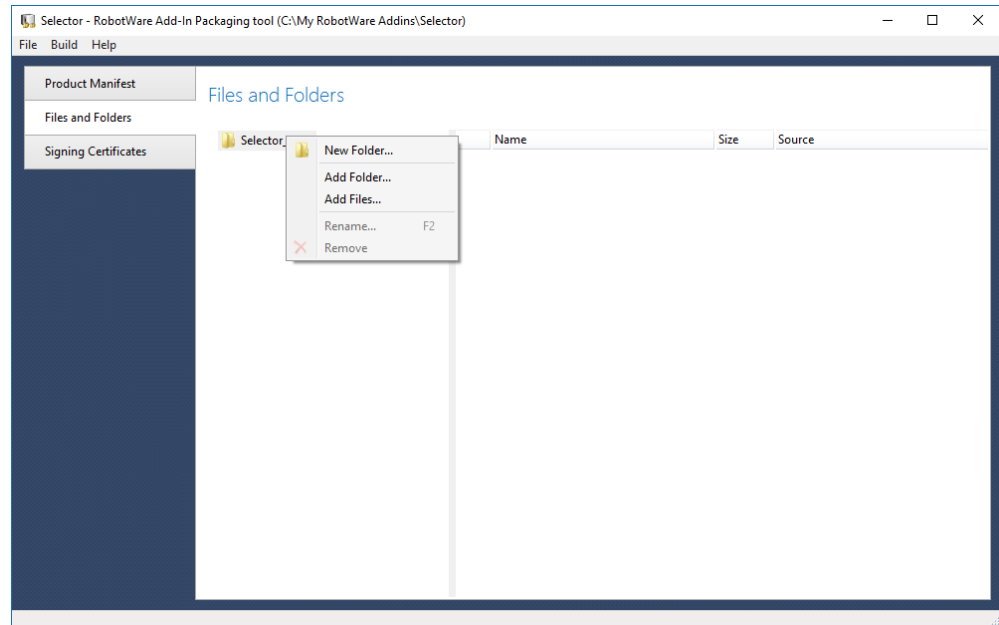 Selector - RobotWare Add-In Packaging tool (C:\My RobotWare Addins\Selector)
File Build Help
Product Manifest
Files and Folders
Signing Certificates
Files and Folders
Selector_
Name Size Source
New Folder...
Add Folder...
Add Files...
Rename... F2
Remove